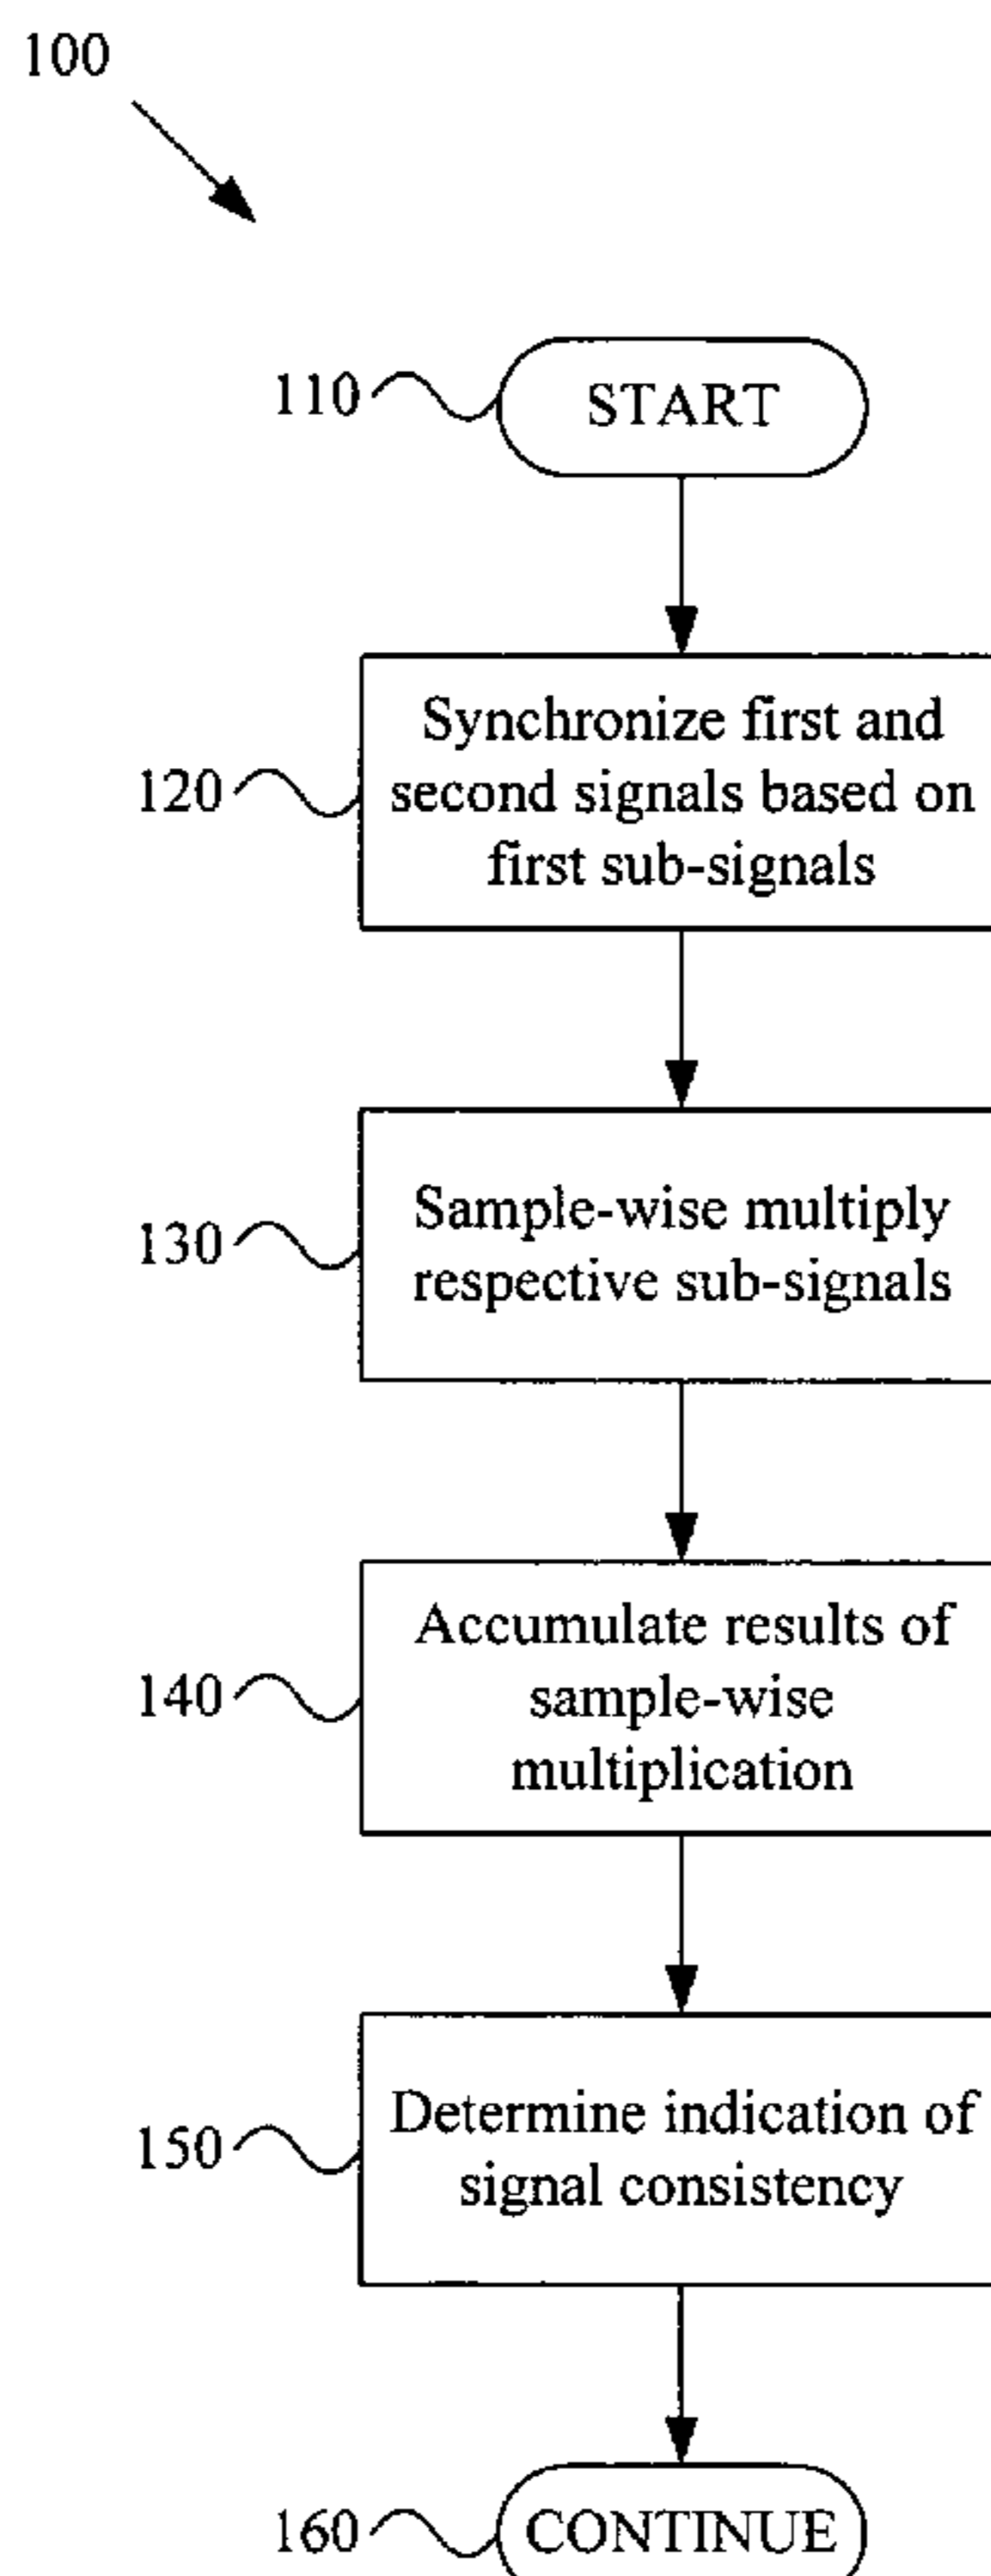 100
110
START
120
Synchronize first and
second signals based on
first sub-signals
130
Sample-wise multiply
respective sub-signals
140
Accumulate results of
sample-wise
multiplication
150
Determine indication of
signal consistency
160
CONTINUE